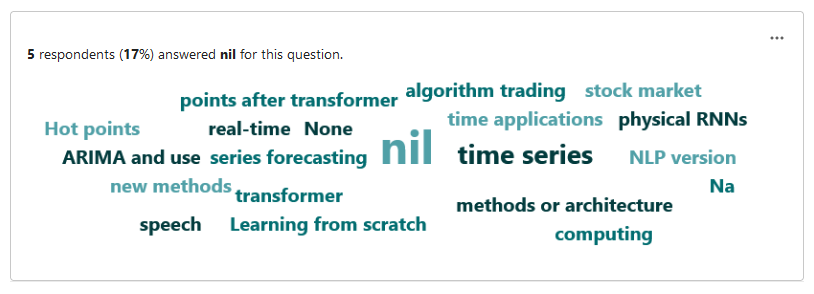 5 respondents (17%) answered nil for this question.
algorithm trading stock market
points after transformer
time applications physical RNNs
Hot points real-time None
nil
ARIMA and use series forecasting time series NLP version
new methods transformer Na
methods or architecture
speech Learning from scratch
computing